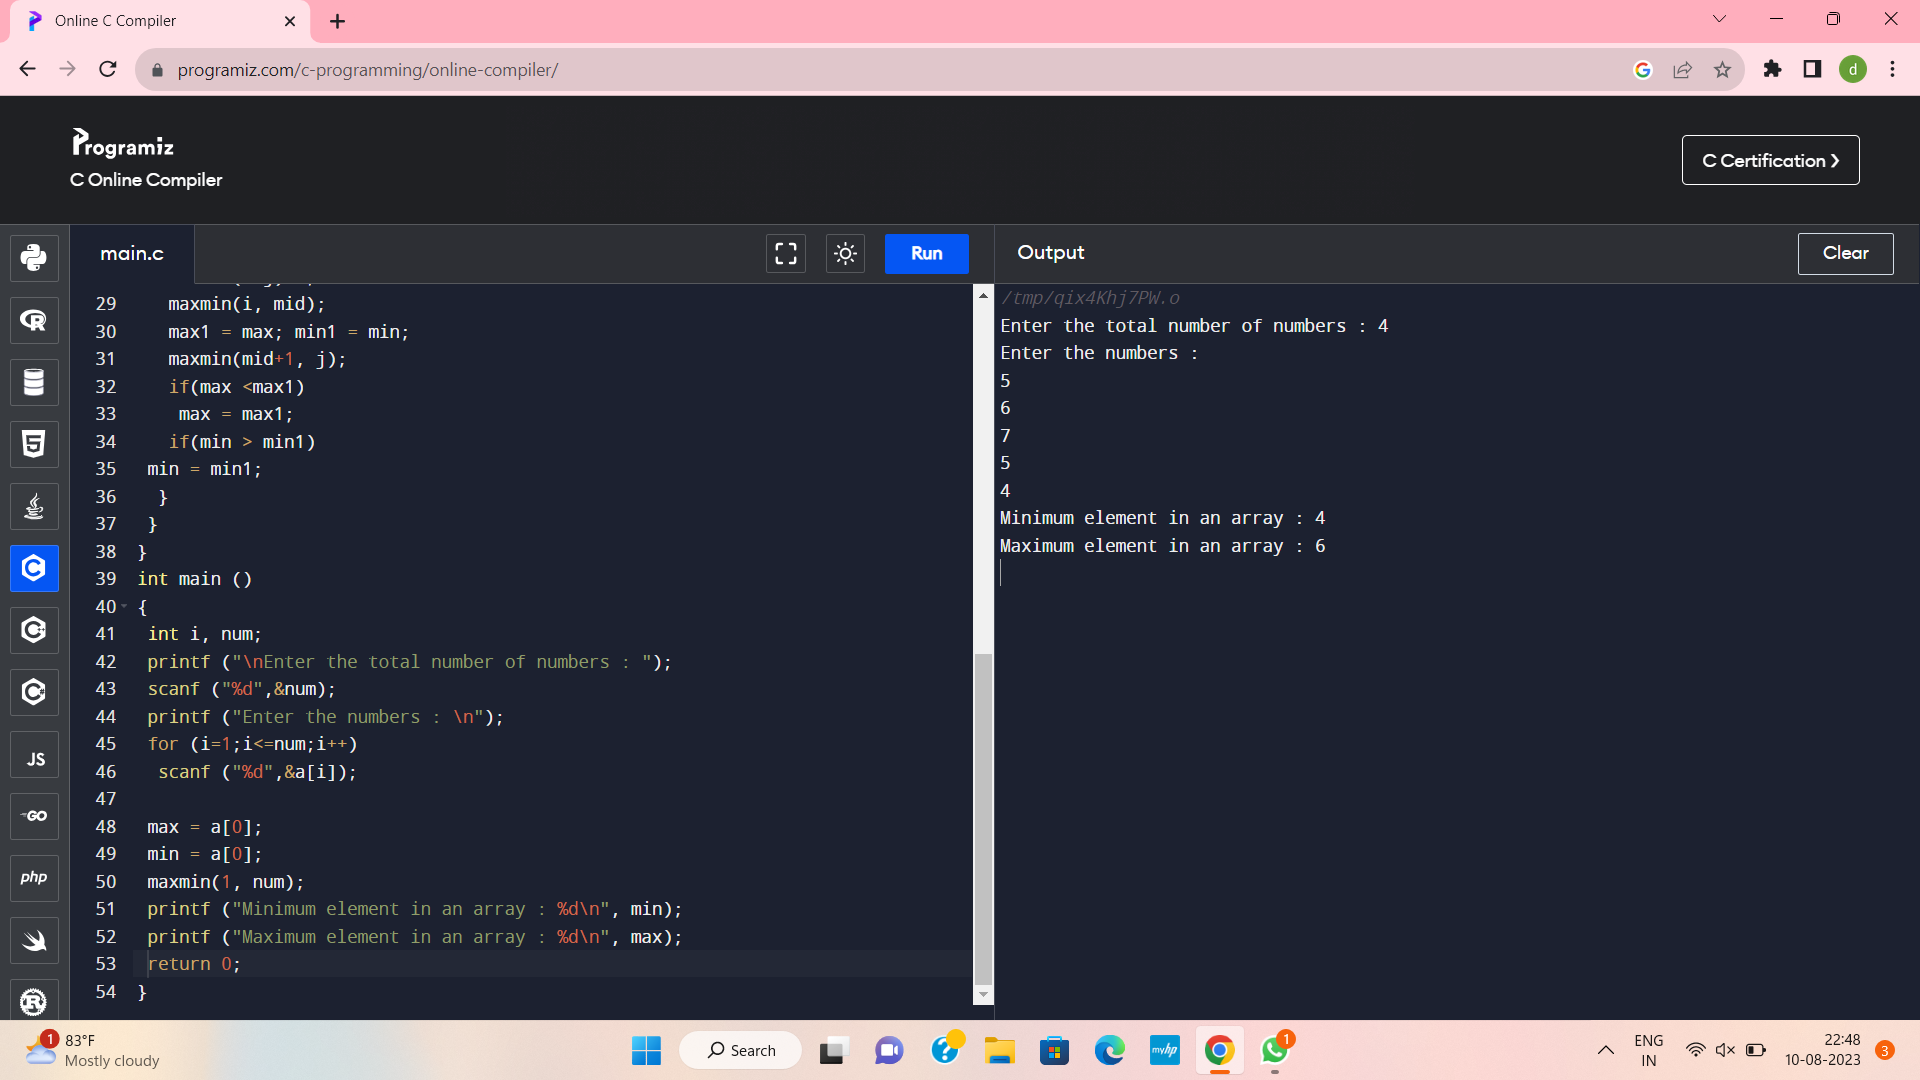 Online C Compiler
programiz.com/c-programming/online-compiler/
d
Programiz
C Online Compiler
C Certification ❯
main.c
Run
Output
Clear
29 maxmin(i, mid);
30 max1 = max; min1 = min;
31 maxmin(mid+1, j);
32 if(max <max1)
33 max = max1;
34 if(min > min1)
35 min = min1;
36 }
37 }
38 }
39 int main ()
40 {
41 int i, num;
42 printf ("\nEnter the total number of numbers : ");
43 scanf ("%d",&num);
44 printf ("Enter the numbers : \n");
45 for (i=1;i<=num;i++)
46 scanf ("%d",&a[i]);
47
48 max = a[0];
49 min = a[0];
50 maxmin(1, num);
51 printf ("Minimum element in an array : %d\n", min);
52 printf ("Maximum element in an array : %d\n", max);
53 return 0;
54 }
/tmp/qix4Khj7PW.o
Enter the total number of numbers : 4
Enter the numbers :
5
6
7
5
4
Minimum element in an array : 4
Maximum element in an array : 6
JS
GO
php
1
83°F
Mostly cloudy
Search
myhp
1
ENG
IN
22:48
10-08-2023
3